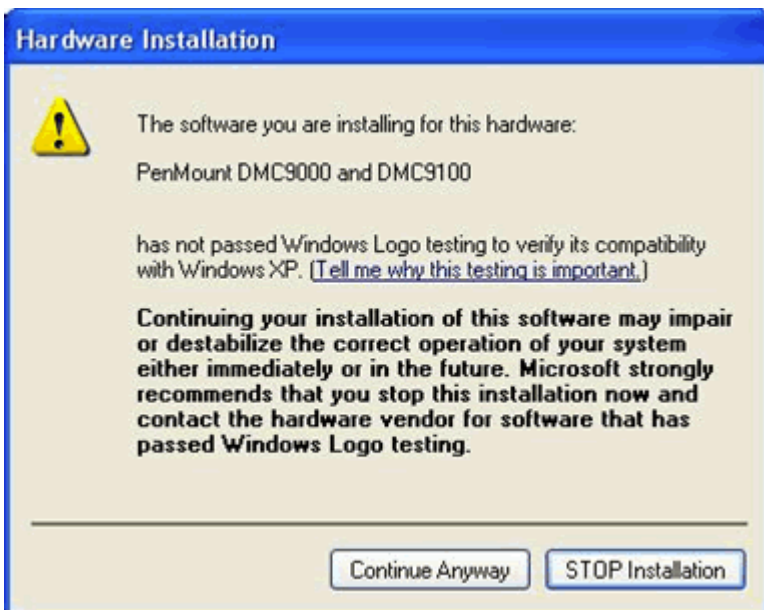 Hardware Installation
The software you are installing for this hardware:
PenMount DMC9000 and DMC9100
has not passed Windows Logo testing to verify its compatibility
with Windows XP. (Tell me why this testing is important.)
Continuing your installation of this software may impair
or destabilize the correct operation of your system
either immediately or in the future. Microsoft strongly
recommends that you stop this installation now and
contact the hardware vendor for software that has
passed Windows Logo testing.
Continue Anyway
STOP Installation